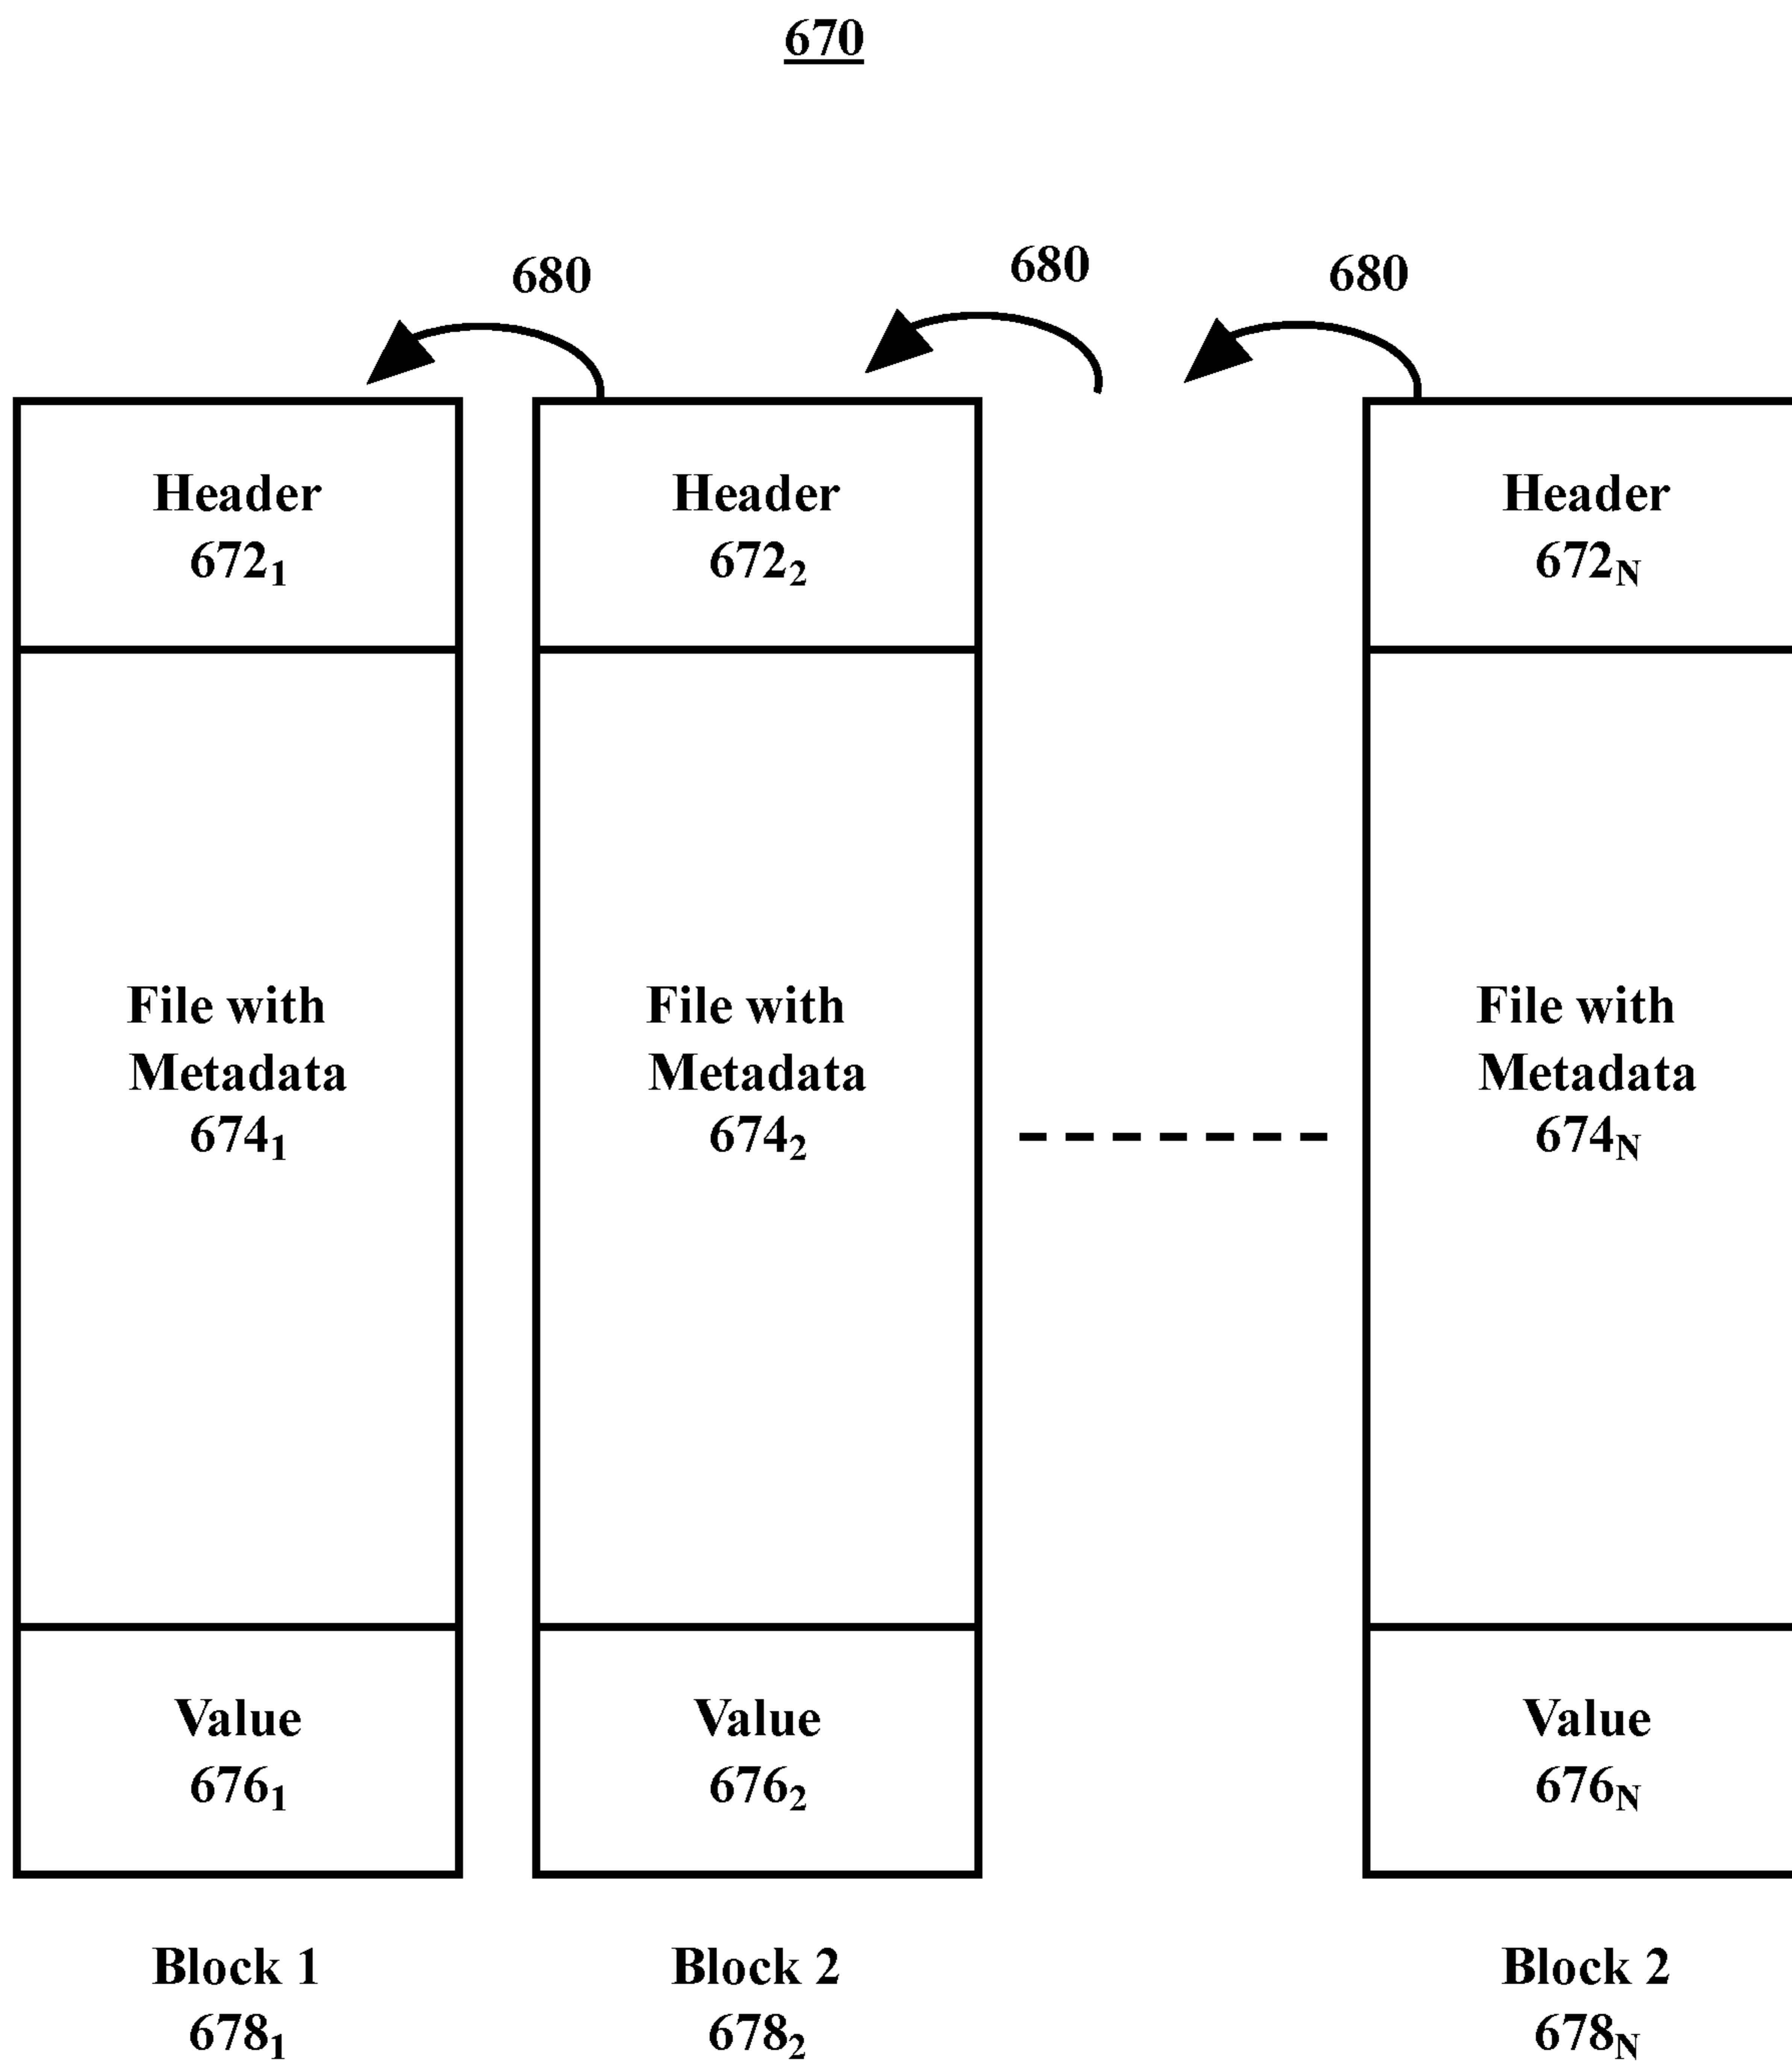 670
680
680
680
Header
672₁
Header
672₂
Header
672N
File with
Metadata
674₁
File with
Metadata
674₂
File with
Metadata
674N
Value
676₁
Value
676₂
Value
676N
Block 1
678₁
Block 2
678₂
Block 2
678N